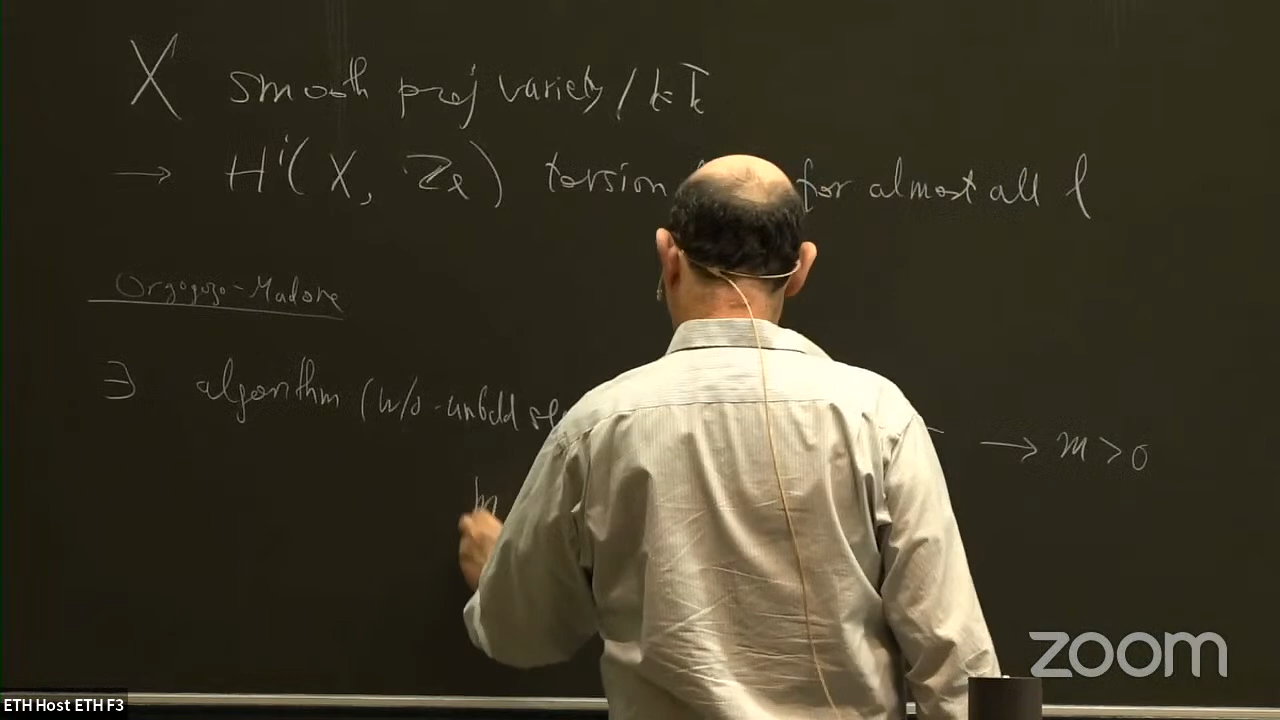 X smooth proj variety / k = k̄
→ Hⁱ(X, Zℓ) torsion for almost all ℓ
Orgogozo-Madore
∃ algorithm (w/o - unbdd → m > 0
zoom
ETH Host ETH F3